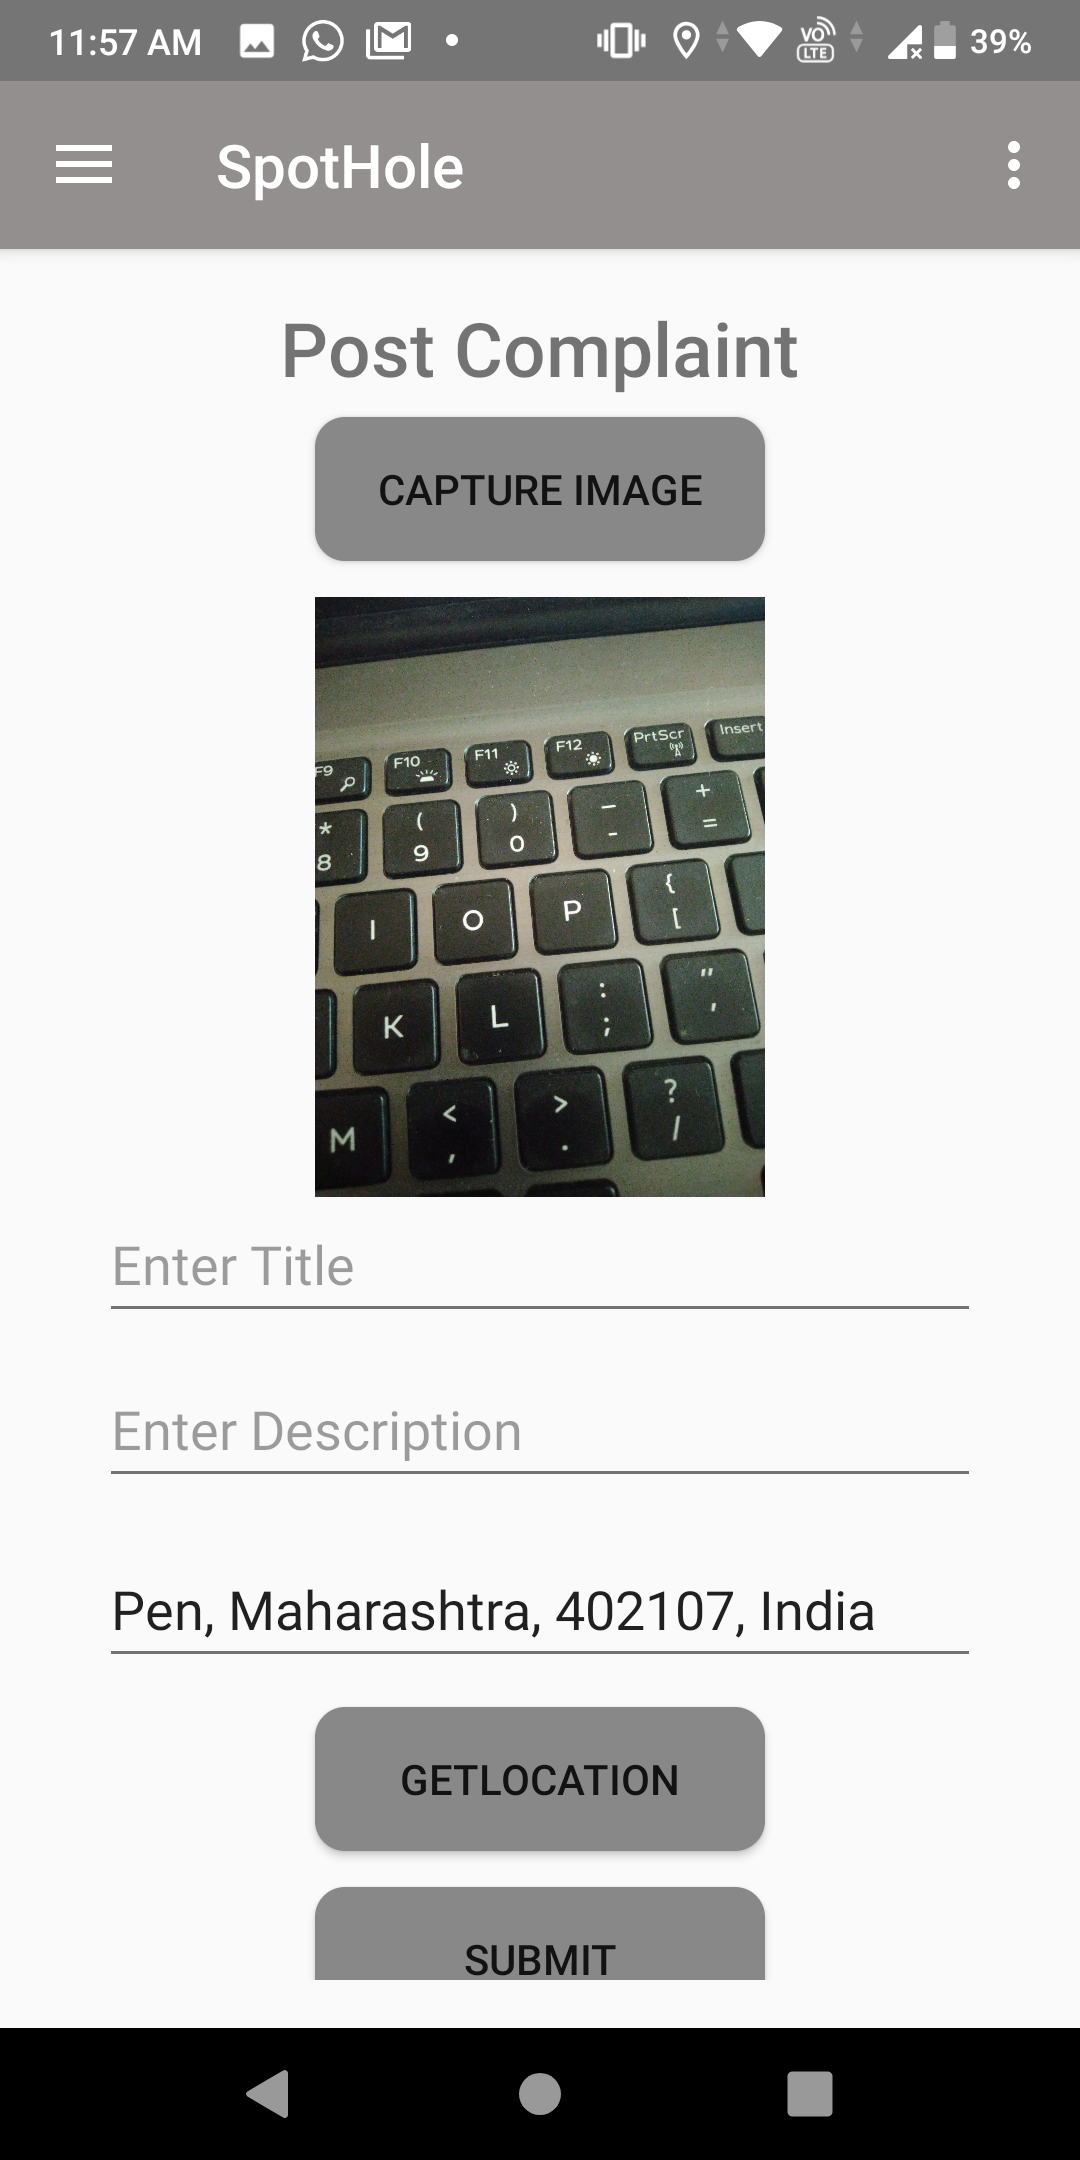 11:57 AM VO LTE 39%
SpotHole
Post Complaint
CAPTURE IMAGE
F9 F10 F11 F12 PrtScr Insert
* 8 ( 9 ) 0 – - + =
I O P { [
K L : ; " '
M < , > . ? /
Enter Title
Enter Description
Pen, Maharashtra, 402107, India
GETLOCATION
SUBMIT